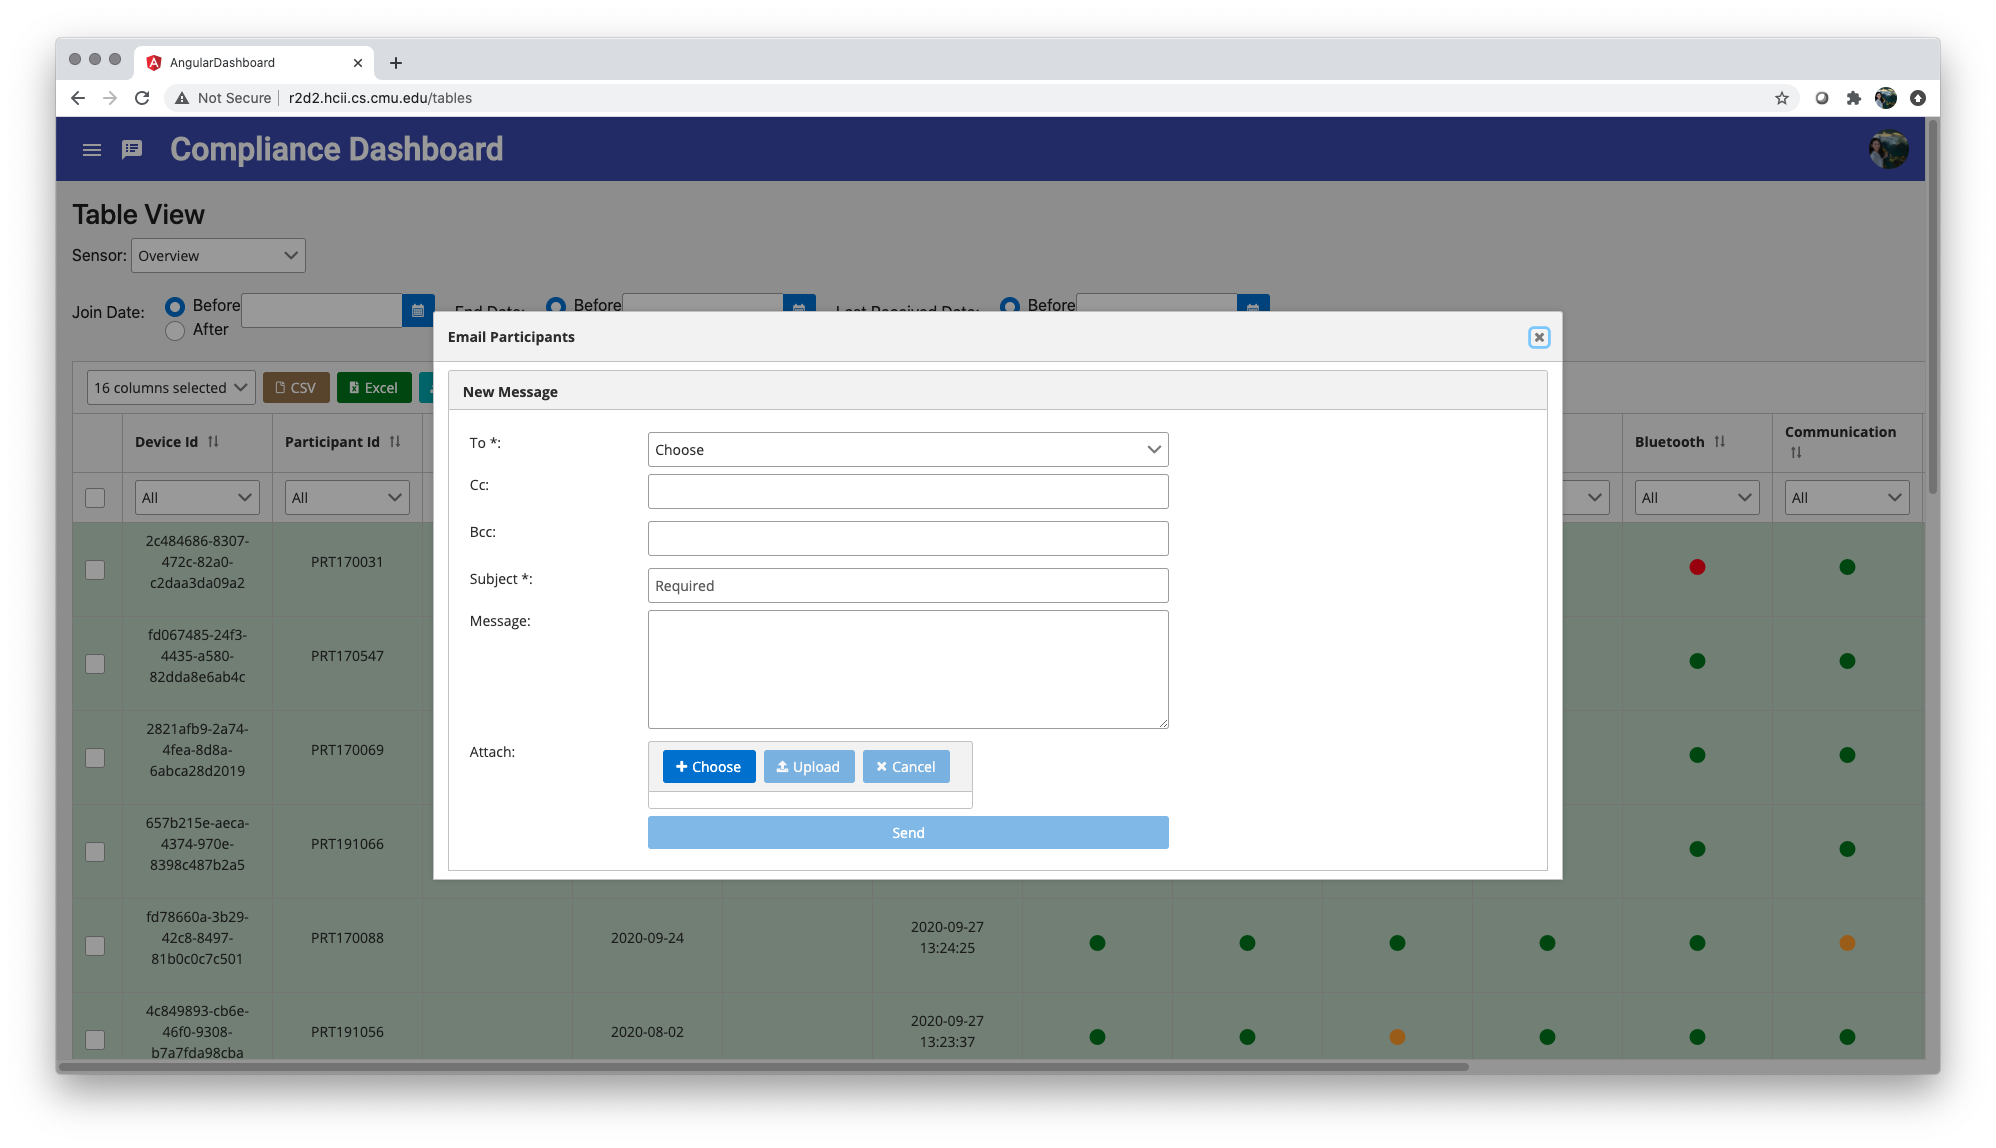 AngularDashboard
Not Secure r2d2.hcii.cs.cmu.edu/tables
Compliance Dashboard
Table View
Sensor: Overview
Join Date: Before
After
End Date: Before
Last Received Date: Before
Email Participants
16 columns selected CSV Excel
New Message
To *: Choose
Cc:
Bcc:
Subject *: Required
Message:
Attach: Choose Upload Cancel
Send
Device Id Participant Id Bluetooth Communication
All All All All
2c484686-8307-
472c-82a0-
c2daa3da09a2
PRT170031
fd067485-24f3-
4435-a580-
82dda8e6ab4c
PRT170547
2821afb9-2a74-
4fea-8d8a-
6abca28d2019
PRT170069
657b215e-aeca-
4374-970e-
8398c487b2a5
PRT191066
fd78660a-3b29-
42c8-8497-
81b0c0c7c501
PRT170088
2020-09-24
2020-09-27
13:24:25
4c849893-cb6e-
46f0-9308-
b7a7fda98cba
PRT191056
2020-08-02
2020-09-27
13:23:37